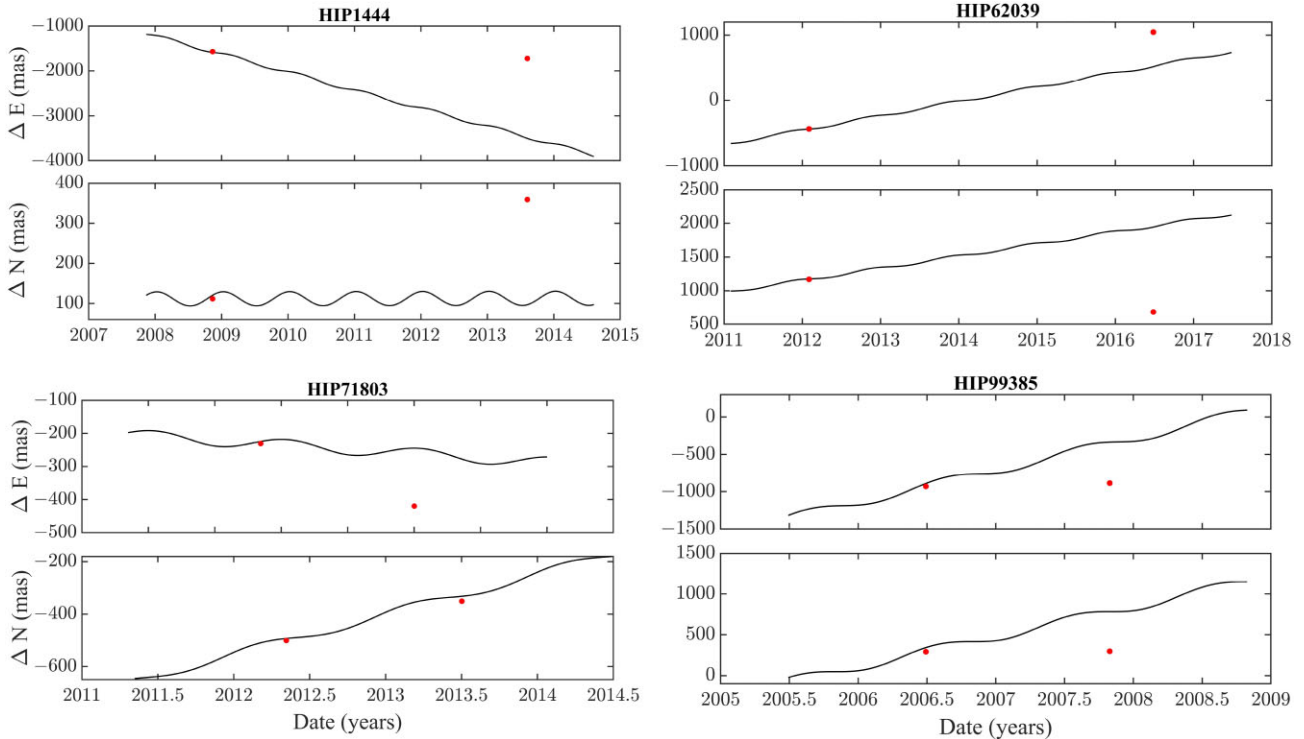 HIP1444
Δ E (mas)
−1000
−2000
−3000
−4000
Δ N (mas)
400
300
200
100
2007 2008 2009 2010 2011 2012 2013 2014 2015
HIP62039
1000
0
−1000
2500
2000
1500
1000
500
2011 2012 2013 2014 2015 2016 2017 2018
HIP71803
Δ E (mas)
−100
−200
−300
−400
−500
Δ N (mas)
−200
−400
−600
2011 2011.5 2012 2012.5 2013 2013.5 2014 2014.5
Date (years)
HIP99385
Δ E (mas)
0
−500
−1000
−1500
Δ N (mas)
1500
1000
500
0
2005 2005.5 2006 2006.5 2007 2007.5 2008 2008.5 2009
Date (years)